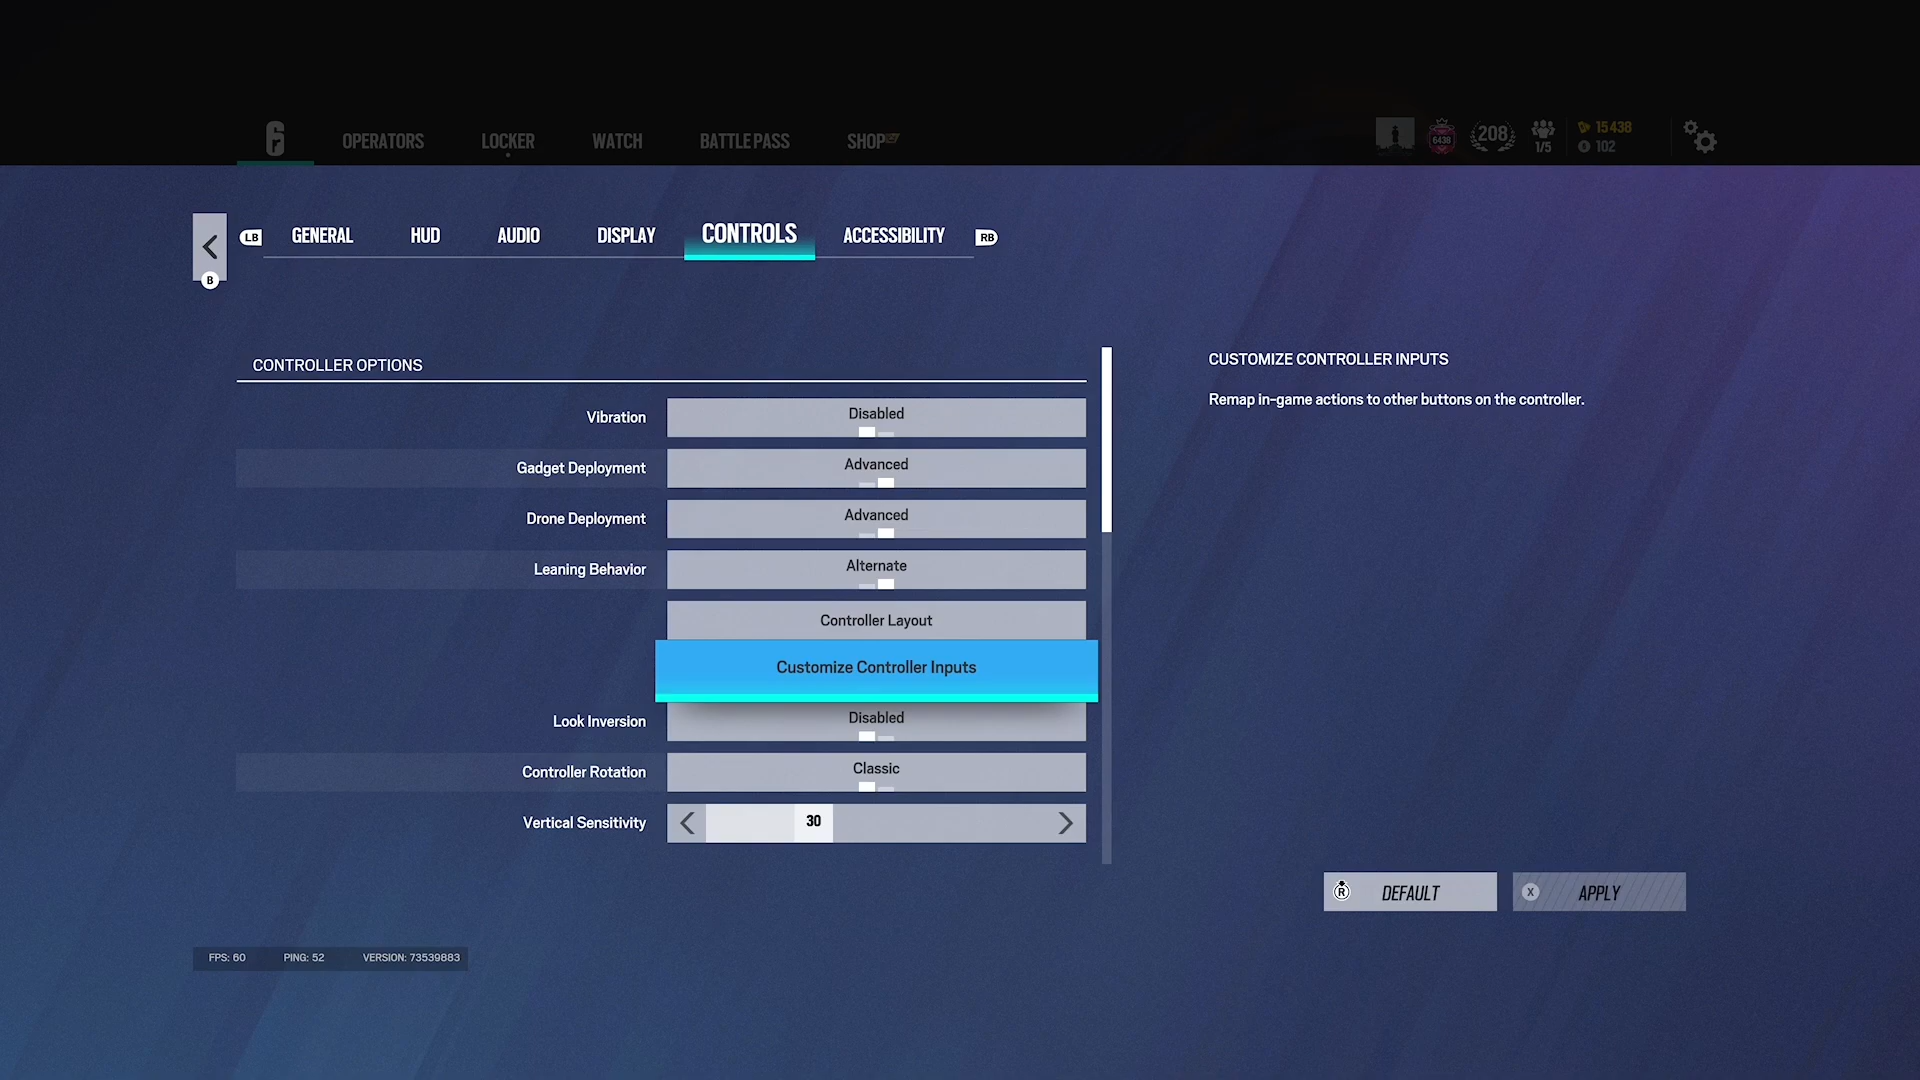 OPERATORS
LOCKER
WATCH
BATTLE PASS
SHOP
6438
208
1/5
15 438
102
LB
GENERAL
HUD
AUDIO
DISPLAY
CONTROLS
ACCESSIBILITY
RB
B
CONTROLLER OPTIONS
Vibration
Disabled
Gadget Deployment
Advanced
Drone Deployment
Advanced
Leaning Behavior
Alternate
Controller Layout
Customize Controller Inputs
Look Inversion
Disabled
Controller Rotation
Classic
Vertical Sensitivity
30
CUSTOMIZE CONTROLLER INPUTS
Remap in-game actions to other buttons on the controller.
R DEFAULT
X APPLY
FPS: 60
PING: 52
VERSION: 73539883